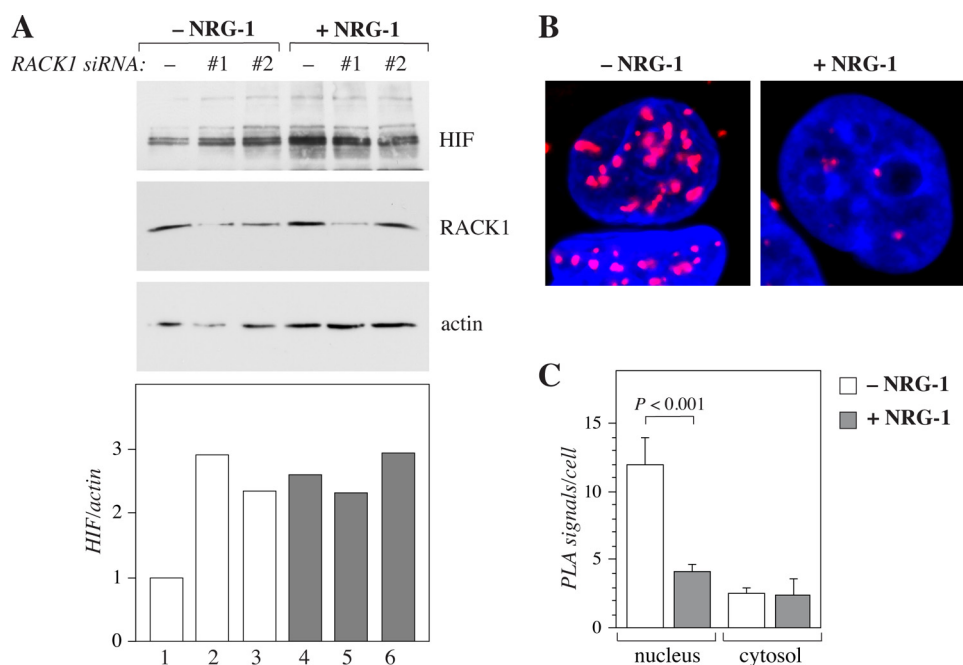 A
– NRG-1 + NRG-1
RACK1 siRNA: – #1 #2 – #1 #2
HIF
RACK1
actin
HIF/actin
3
2
1
0
1 2 3 4 5 6
B
– NRG-1 + NRG-1
C
– NRG-1
+ NRG-1
P < 0.001
PLA signals/cell
15
10
5
0
nucleus cytosol